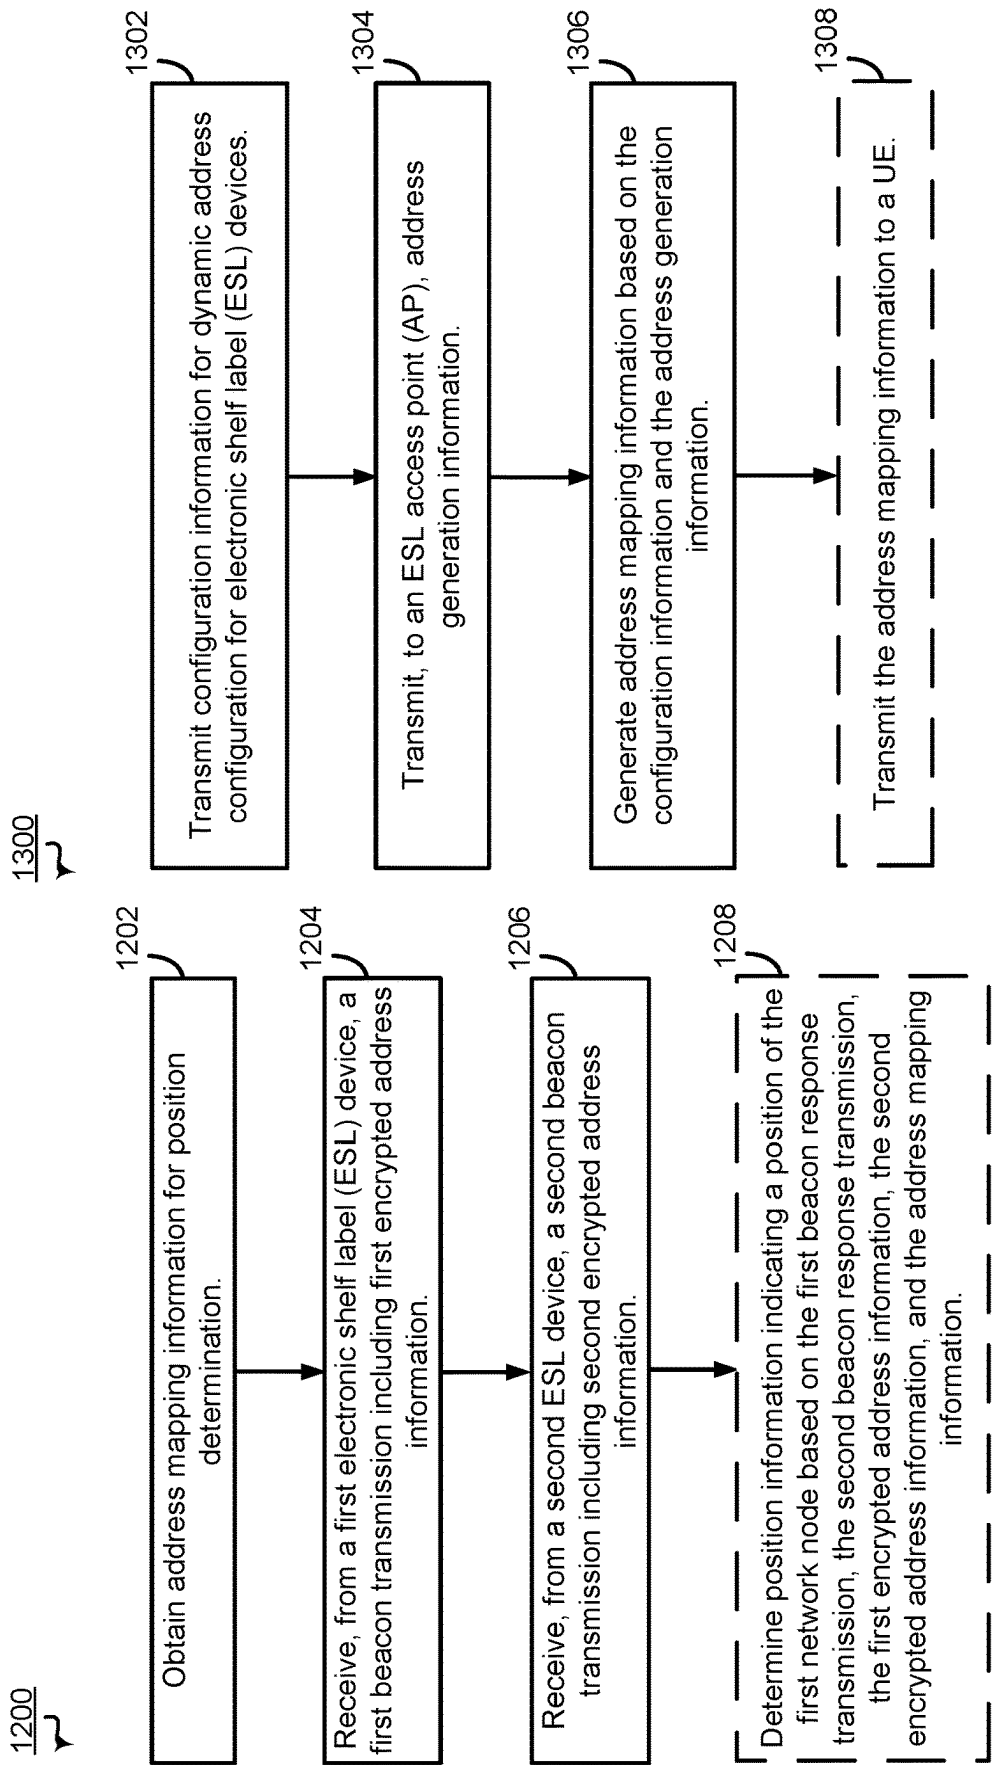 1200
1202
Obtain address mapping information for position
determination.
1204
Receive, from a first electronic shelf label (ESL) device, a
first beacon transmission including first encrypted address
information.
1206
Receive, from a second ESL device, a second beacon
transmission including second encrypted address
information.
1208
Determine position information indicating a position of the
first network node based on the first beacon response
transmission, the second beacon response transmission,
the first encrypted address information, the second
encrypted address information, and the address mapping
information.
1300
1302
Transmit configuration information for dynamic address
configuration for electronic shelf label (ESL) devices.
1304
Transmit, to an ESL access point (AP), address
generation information.
1306
Generate address mapping information based on the
configuration information and the address generation
information.
1308
Transmit the address mapping information to a UE.